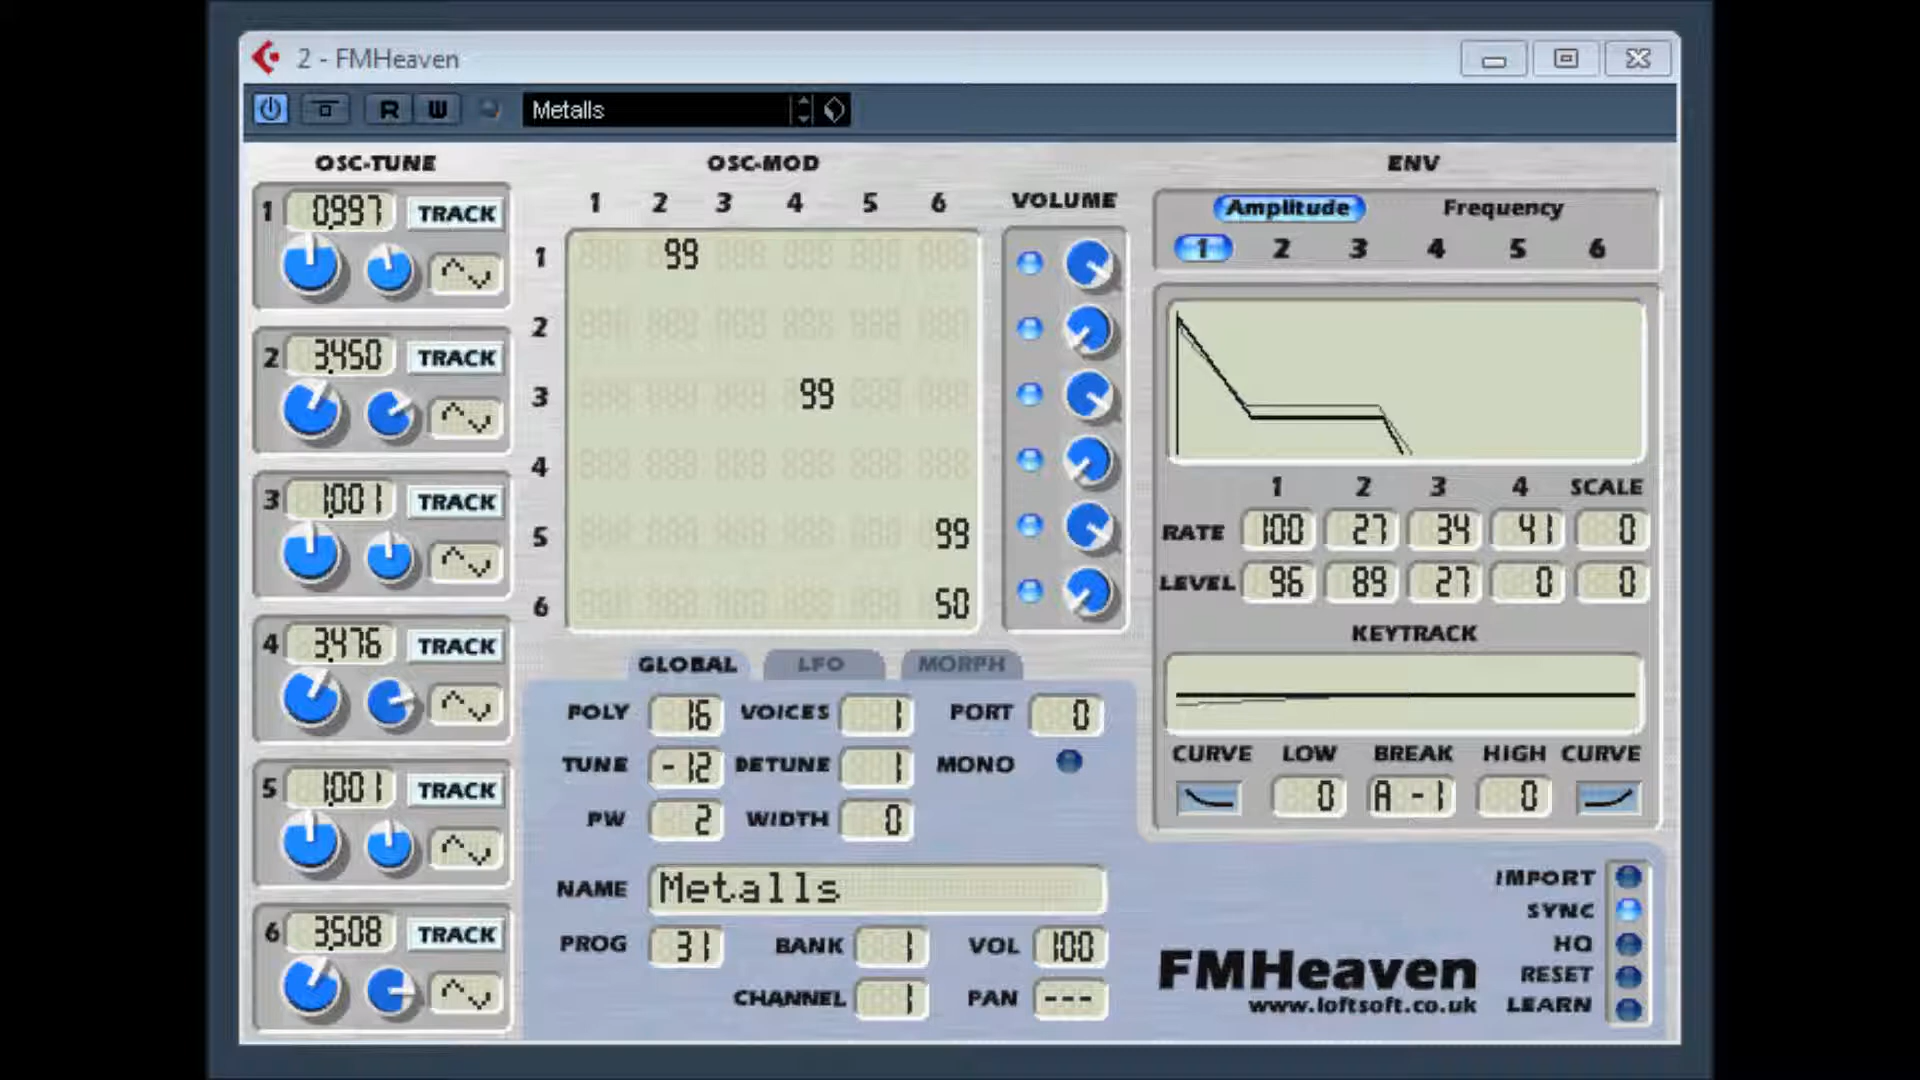 2 - FMHeaven
R W Metalls
OSC-TUNE
1 0.997 TRACK
2 3.450 TRACK
3 1.001 TRACK
4 3.476 TRACK
5 1.001 TRACK
6 3.508 TRACK
OSC-MOD
1 2 3 4 5 6
1 99
2
3 99
4
5 99
6 50
VOLUME
ENV
Amplitude Frequency
1 2 3 4 5 6
1 2 3 4 SCALE
RATE 100 27 34 41 0
LEVEL 96 89 27 0 0
KEYTRACK
CURVE LOW BREAK HIGH CURVE
0 A -1 0
GLOBAL LFO MORPH
POLY 16 VOICES 1 PORT 0
TUNE -12 DETUNE 1 MONO
PW 2 WIDTH 0
NAME Metalls
PROG 31 BANK 1 VOL 100
CHANNEL 1 PAN ---
FMHeaven
www.loftsoft.co.uk
IMPORT
SYNC
HQ
RESET
LEARN